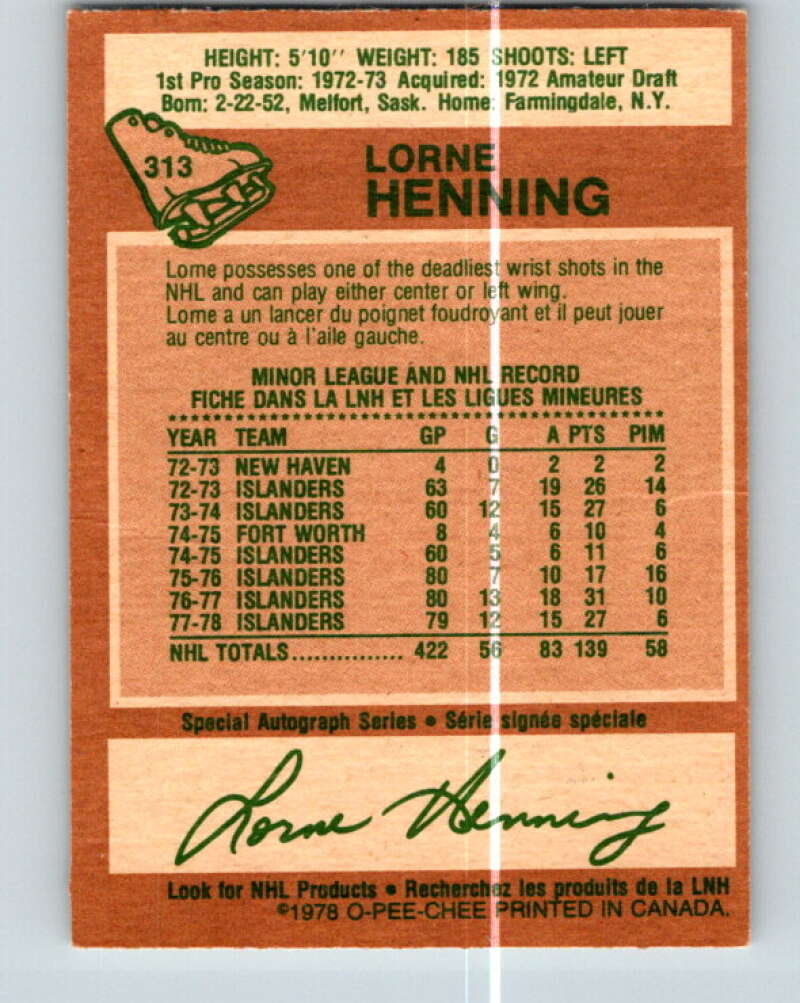 HEIGHT: 5'10'' WEIGHT: 185 SHOOTS: LEFT
1st Pro Season: 1972-73 Acquired: 1972 Amateur Draft
Born: 2-22-52, Melfort, Sask. Home: Farmingdale, N.Y.
313
LORNE
HENNING
Lorne possesses one of the deadliest wrist shots in the
NHL and can play either center or left wing.
Lorne a un lancer du poignet foudroyant et il peut jouer
au centre ou à l'aile gauche.
MINOR LEAGUE AND NHL RECORD
FICHE DANS LA LNH ET LES LIGUES MINEURES
YEAR TEAM GP G A PTS PIM
72-73 NEW HAVEN 4 0 2 2 2
72-73 ISLANDERS 63 7 19 26 14
73-74 ISLANDERS 60 12 15 27 6
74-75 FORT WORTH 8 4 6 10 4
74-75 ISLANDERS 60 5 6 11 6
75-76 ISLANDERS 80 7 10 17 16
76-77 ISLANDERS 80 13 18 31 10
77-78 ISLANDERS 79 12 15 27 6
NHL TOTALS............... 422 56 83 139 58
Special Autograph Series • Série signée spéciale
Lorne Henning
Look for NHL Products • Recherchez les produits de la LNH
©1978 O-PEE-CHEE PRINTED IN CANADA.